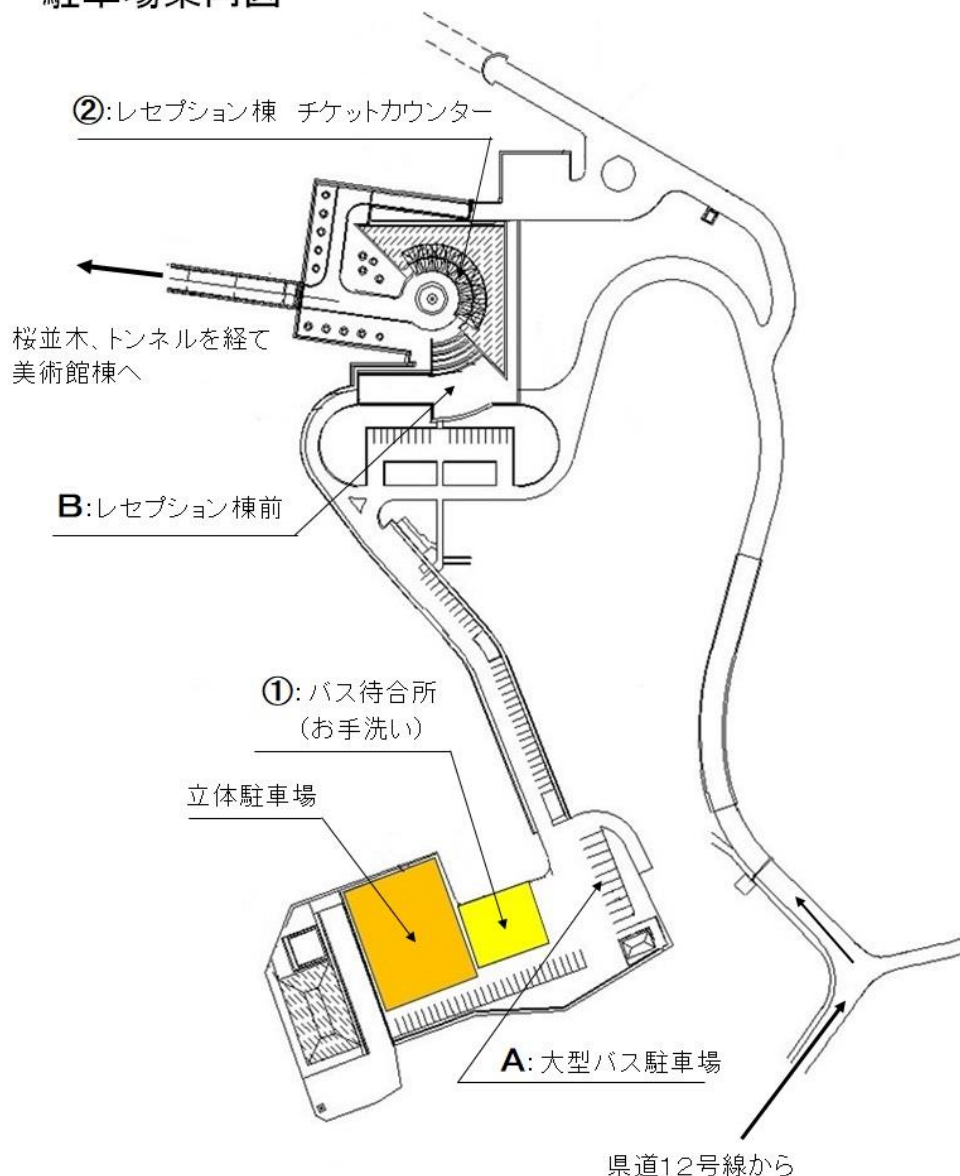 駐車場案内図
②:レセプション棟 チケットカウンター
桜並木、トンネルを経て
美術館棟へ
B:レセプション棟前
①:バス待合所
(お手洗い)
立体駐車場
A:大型バス駐車場
県道12号線から